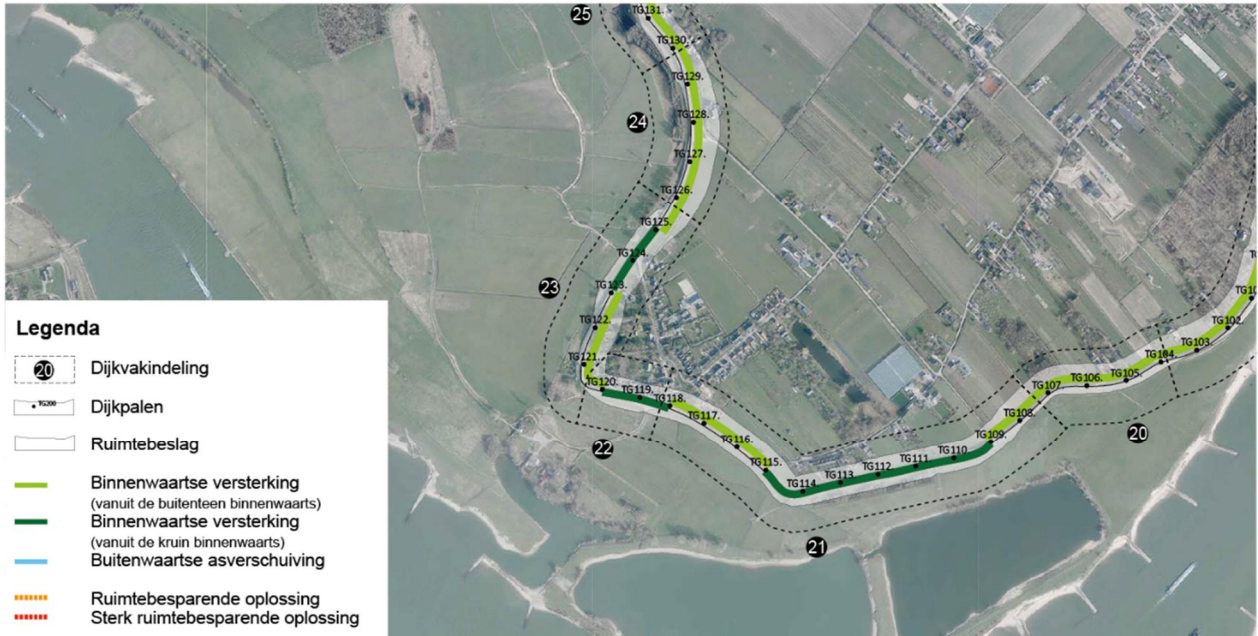 25
TG131.
TG130.
TG129.
24
TG128.
TG127.
TG126.
TG125.
TG124.
23
TG123.
TG122.
TG121.
TG120.
TG119.
TG118.
TG117.
TG116.
TG115.
TG114
TG113.
TG112.
TG111.
TG110.
TG109.
TG108.
TG107
TG106.
TG105.
TG104.
TG103.
TG102.
22
21
20
Legenda
20 Dijkvakindeling
TG200 Dijkpalen
Ruimtebeslag
Binnenwaartse versterking
(vanuit de buitenteen binnenwaarts)
Binnenwaartse versterking
(vanuit de kruin binnenwaarts)
Buitenwaartse asverschuiving
Ruimtebesparende oplossing
Sterk ruimtebesparende oplossing